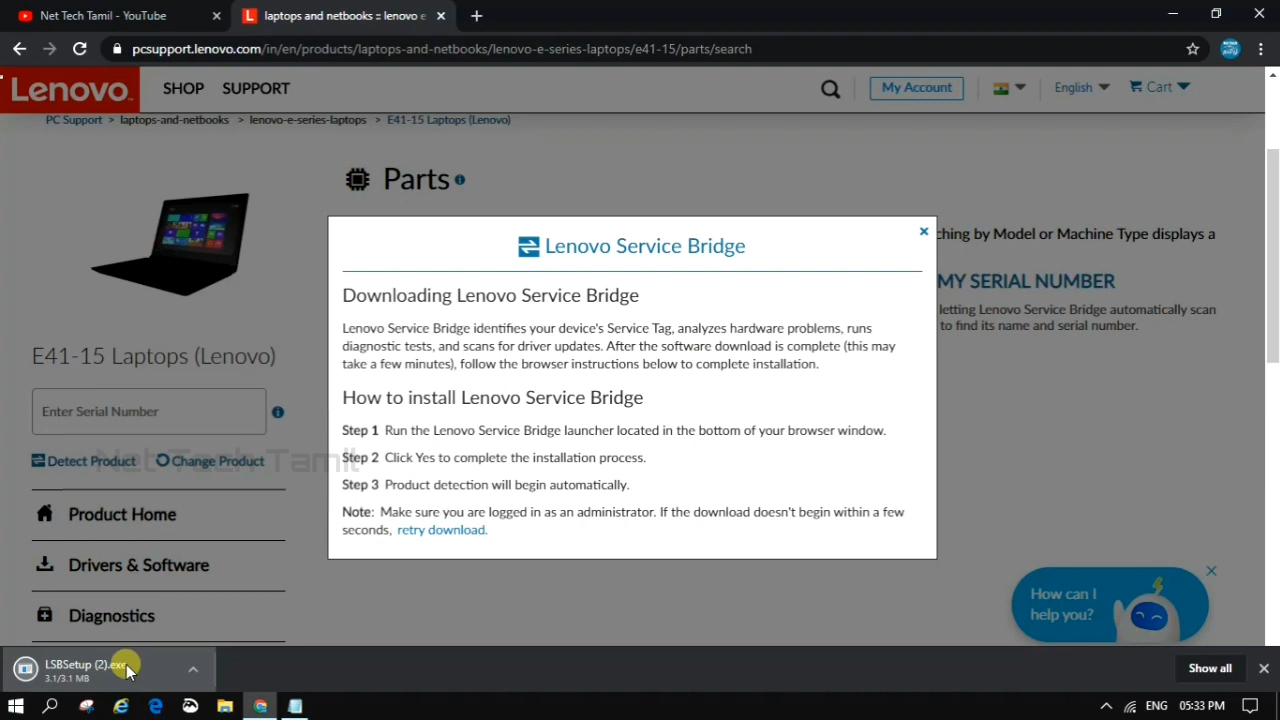 Net Tech Tamil - YouTube
laptops and netbooks :: lenovo e
pcsupport.lenovo.com/in/en/products/laptops-and-netbooks/lenovo-e-series-laptops/e41-15/parts/search
Lenovo
SHOP
SUPPORT
My Account
English
Cart
PC Support > laptops-and-netbooks > lenovo-e-series-laptops > E41-15 Laptops (Lenovo)
Parts
ching by Model or Machine Type displays a
MY SERIAL NUMBER
letting Lenovo Service Bridge automatically scan
to find its name and serial number.
Lenovo Service Bridge
Downloading Lenovo Service Bridge
Lenovo Service Bridge identifies your device's Service Tag, analyzes hardware problems, runs
diagnostic tests, and scans for driver updates. After the software download is complete (this may
take a few minutes), follow the browser instructions below to complete installation.
How to install Lenovo Service Bridge
Step 1 Run the Lenovo Service Bridge launcher located in the bottom of your browser window.
Step 2 Click Yes to complete the installation process.
Step 3 Product detection will begin automatically.
Note: Make sure you are logged in as an administrator. If the download doesn't begin within a few
seconds, retry download.
E41-15 Laptops (Lenovo)
Enter Serial Number
Detect Product
Change Product
Net Tech Tamil
Product Home
Drivers & Software
Diagnostics
How can I
help you?
LSBSetup (2).exe
3.1/3.1 MB
Show all
ENG
05:33 PM